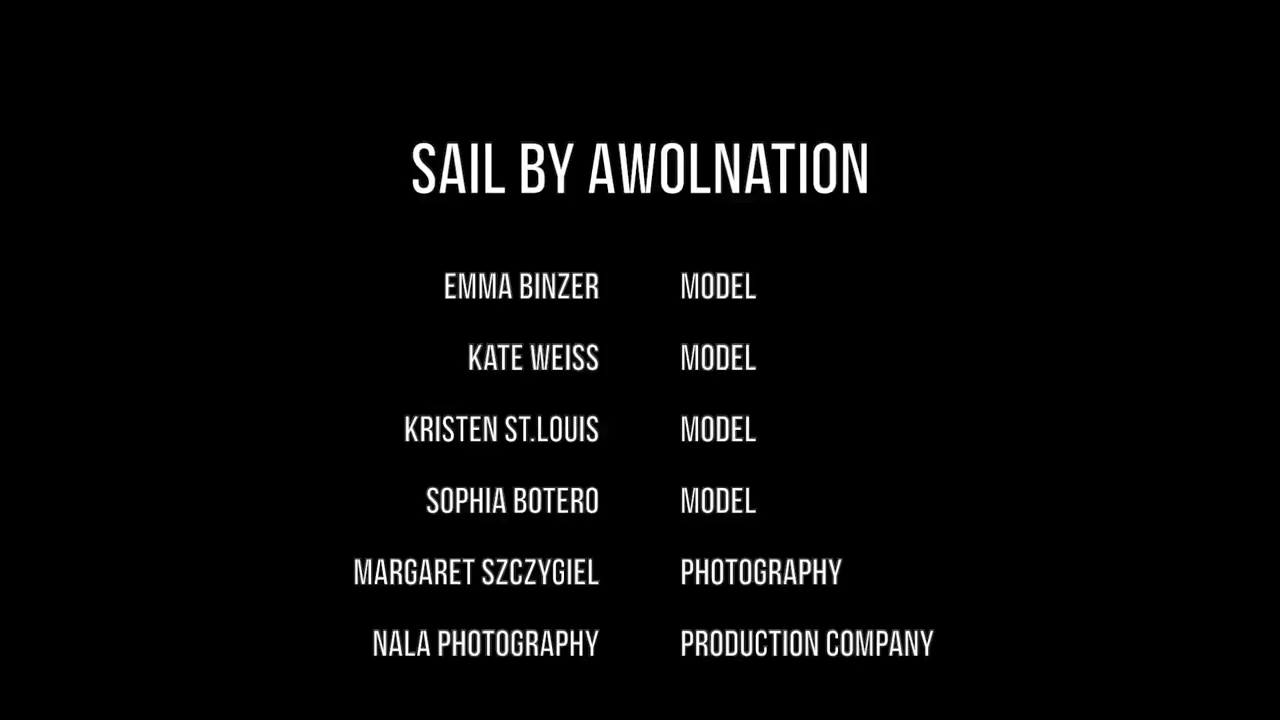 SAIL BY AWOLNATION
EMMA BINZER MODEL
KATE WEISS MODEL
KRISTEN ST.LOUIS MODEL
SOPHIA BOTERO MODEL
MARGARET SZCZYGIEL PHOTOGRAPHY
NALA PHOTOGRAPHY PRODUCTION COMPANY